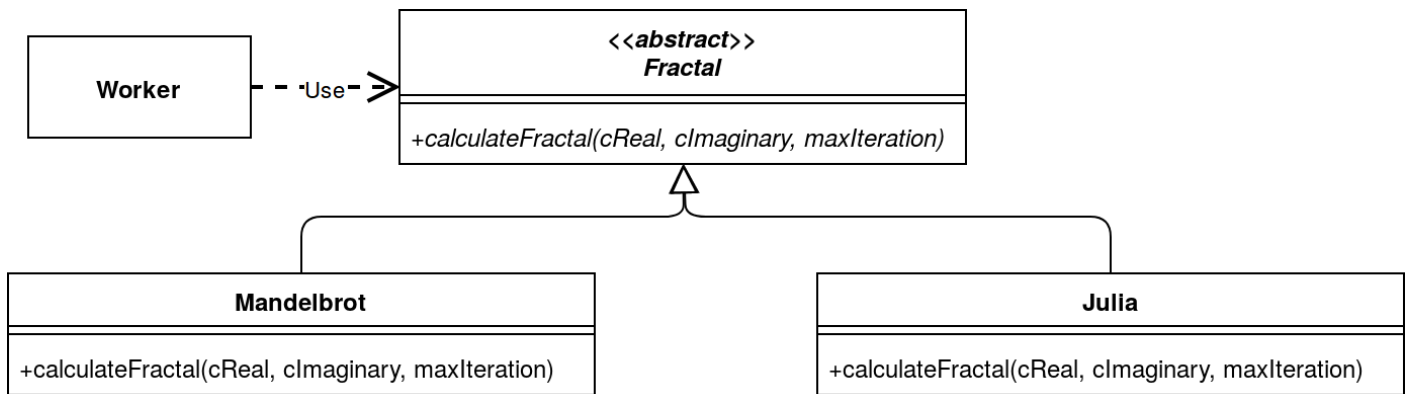 Worker
Use
<<abstract>>
Fractal
+calculateFractal(cReal, cImaginary, maxIteration)
Mandelbrot
+calculateFractal(cReal, cImaginary, maxIteration)
Julia
+calculateFractal(cReal, cImaginary, maxIteration)